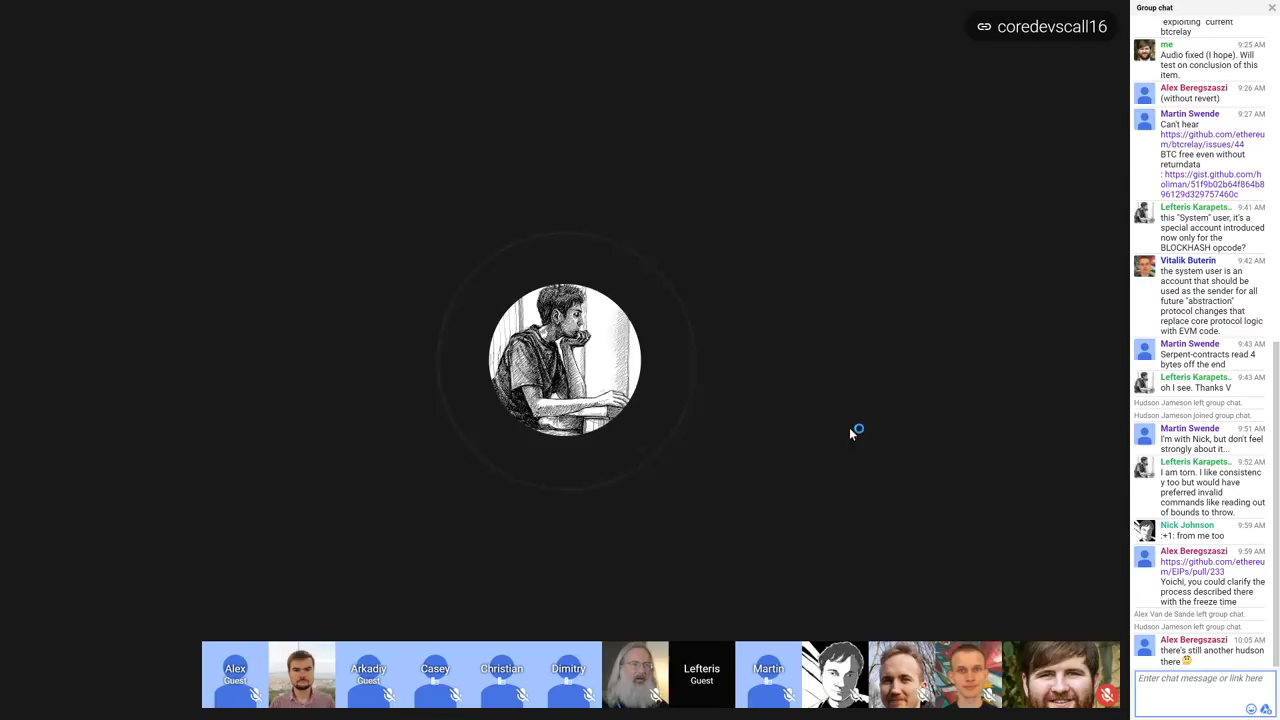 coredevscall16
Group chat
exploiting current
btcrelay
me 9:25 AM
Audio fixed (I hope). Will
test on conclusion of this
item.
Alex Beregszaszi 9:26 AM
(without revert)
Martin Swende 9:27 AM
Can't hear
https://github.com/ethereu
m/btcrelay/issues/44
BTC free even without
returndata
: https://gist.github.com/h
oliman/51f9b02b64f864b8
96129d329757460c
Lefteris Karapets.. 9:41 AM
this "System" user, it's a
special account introduced
now only for the
BLOCKHASH opcode?
Vitalik Buterin 9:42 AM
the system user is an
account that should be
used as the sender for all
future "abstraction"
protocol changes that
replace core protocol logic
with EVM code.
Martin Swende 9:43 AM
Serpent-contracts read 4
bytes off the end
Lefteris Karapets.. 9:43 AM
oh I see. Thanks V
Hudson Jameson left group chat.
Hudson Jameson joined group chat.
Martin Swende 9:51 AM
I'm with Nick, but don't feel
strongly about it...
Lefteris Karapets.. 9:52 AM
I am torn. I like consistenc
y too but would have
preferred invalid
commands like reading out
of bounds to throw.
Nick Johnson 9:59 AM
:+1: from me too
Alex Beregszaszi 9:59 AM
https://github.com/ethereu
m/EIPs/pull/233
Yoichi, you could clarify the
process described there
with the freeze time
Alex Van de Sande left group chat.
Hudson Jameson left group chat.
Alex Beregszaszi 10:05 AM
there's still another hudson
there
Enter chat message or link here
Alex
Guest
Arkadiy
Guest
Casey
Guest
Christian
Guest
Dimitry
Lefteris
Guest
Martin